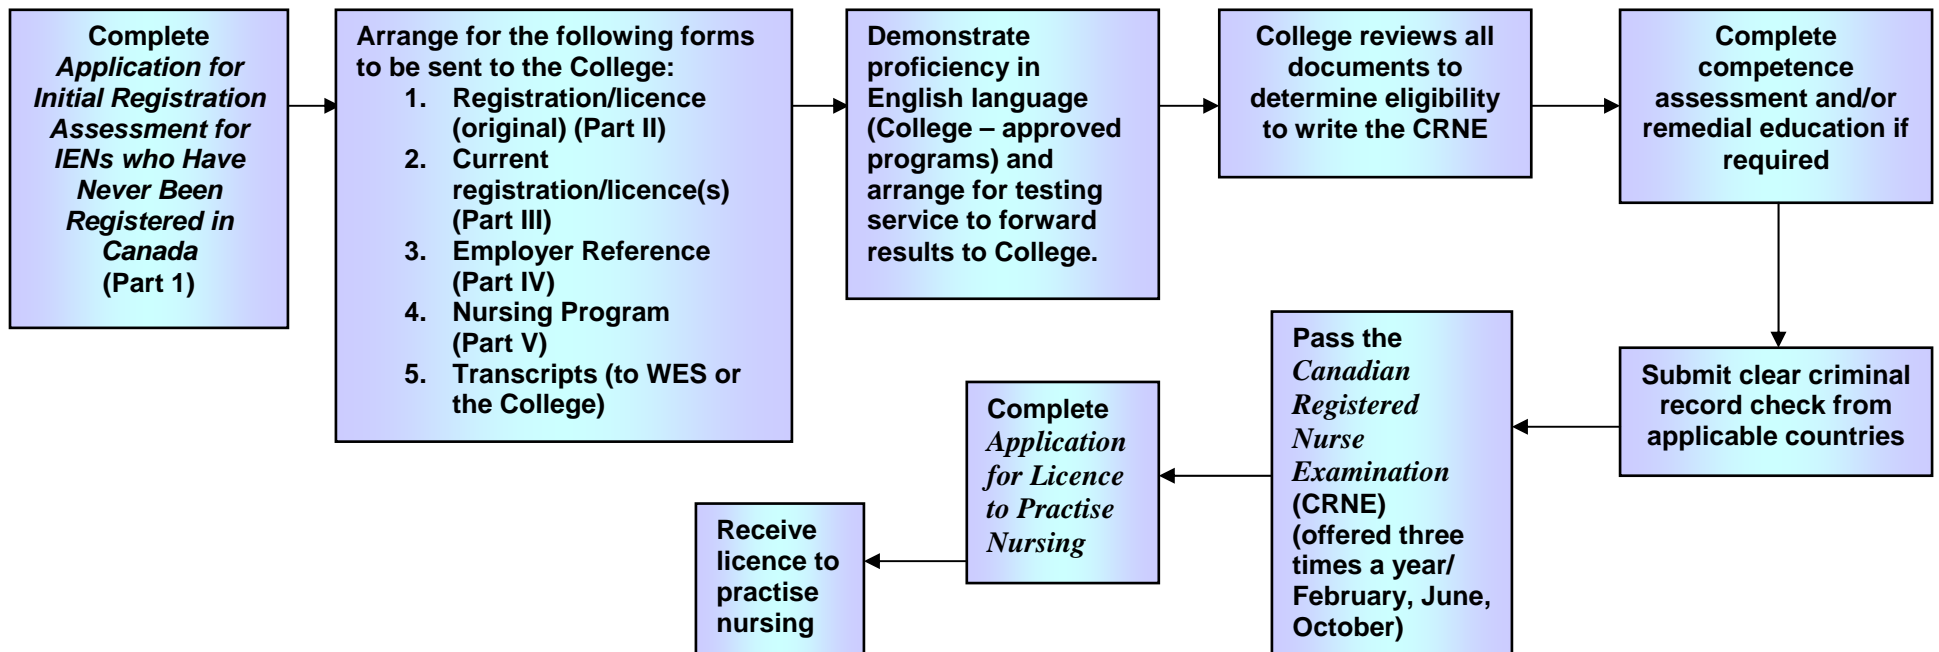 Complete
Application for
Initial Registration
Assessment for
IENs who Have
Never Been
Registered in
Canada
(Part 1)
Arrange for the following forms
to be sent to the College:
1. Registration/licence
(original) (Part II)
2. Current
registration/licence(s)
(Part III)
3. Employer Reference
(Part IV)
4. Nursing Program
(Part V)
5. Transcripts (to WES or
the College)
Demonstrate
proficiency in
English language
(College – approved
programs) and
arrange for testing
service to forward
results to College.
College reviews all
documents to
determine eligibility
to write the CRNE
Complete
competence
assessment and/or
remedial education if
required
Submit clear criminal
record check from
applicable countries
Pass the
Canadian
Registered
Nurse
Examination
(CRNE)
(offered three
times a year/
February, June,
October)
Complete
Application
for Licence
to Practise
Nursing
Receive
licence to
practise
nursing